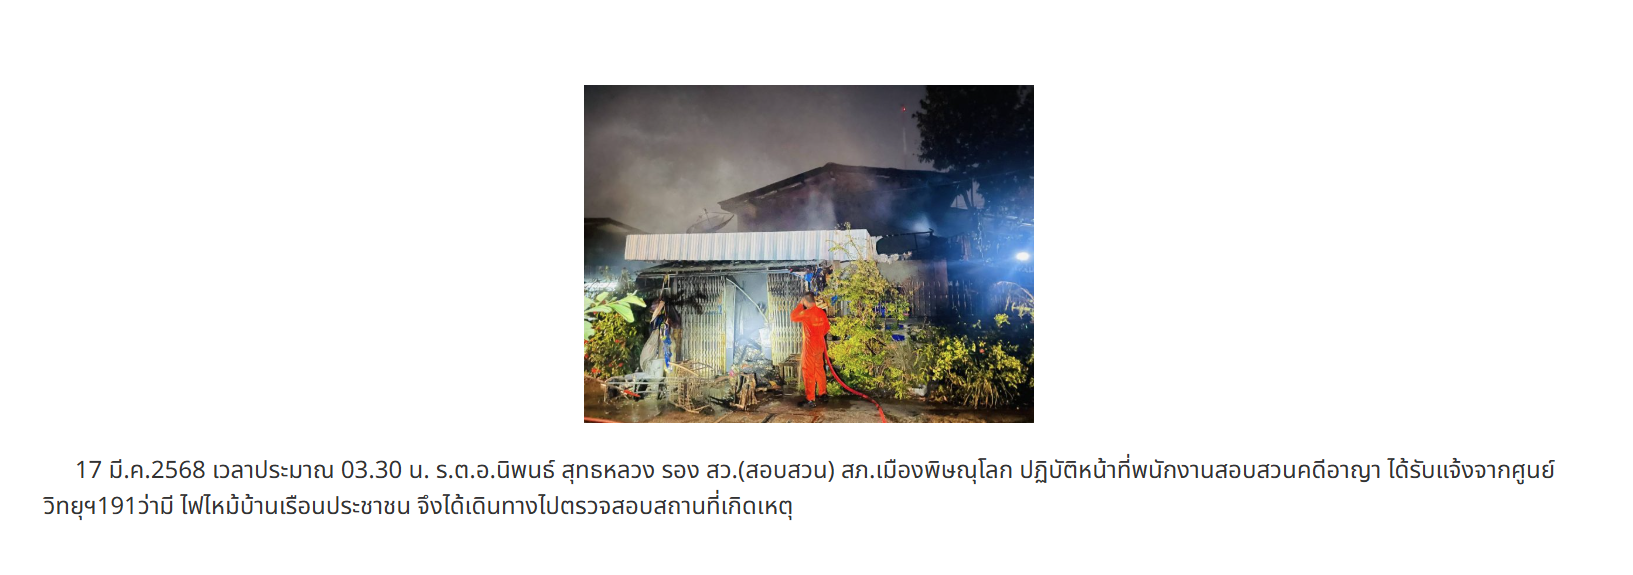 17 มี.ค.2568 เวลาประมาณ 03.30 น. ร.ต.อ.นิพนธ์ สุทธหลวง รอง สว.(สอบสวน) สภ.เมืองพิษณุโลก ปฏิบัติหน้าที่พนักงานสอบสวนคดีอาญา ได้รับแจ้งจากศูนย์
วิทยุฯ191ว่ามี ไฟไหม้บ้านเรือนประชาชน จึงได้เดินทางไปตรวจสอบสถานที่เกิดเหตุ